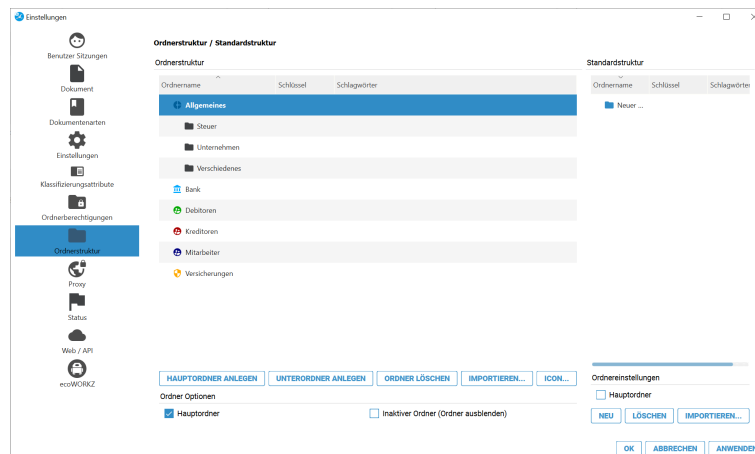 Einstellungen
Benutzer Sitzungen
Dokument
Dokumentenarten
Einstellungen
Klassifizierungsattribute
Ordnerberechtigungen
Ordnerstruktur
Proxy
Status
Web / API
ecoWORKZ
Ordnerstruktur / Standardstruktur
Ordnerstruktur
Ordnername Schlüssel Schlagwörter
Allgemeines
Steuer
Unternehmen
Verschiedenes
Bank
Debitoren
Kreditoren
Mitarbeiter
Versicherungen
HAUPTORDNER ANLEGEN UNTERORDNER ANLEGEN ORDNER LÖSCHEN IMPORTIEREN... ICON...
Ordner Optionen
Hauptordner Inaktiver Ordner (Ordner ausblenden)
Standardstruktur
Ordnername Schlüssel Schlagwörter
Neuer ...
Ordnereinstellungen
Hauptordner
NEU LÖSCHEN IMPORTIEREN...
OK ABBRECHEN ANWENDEN